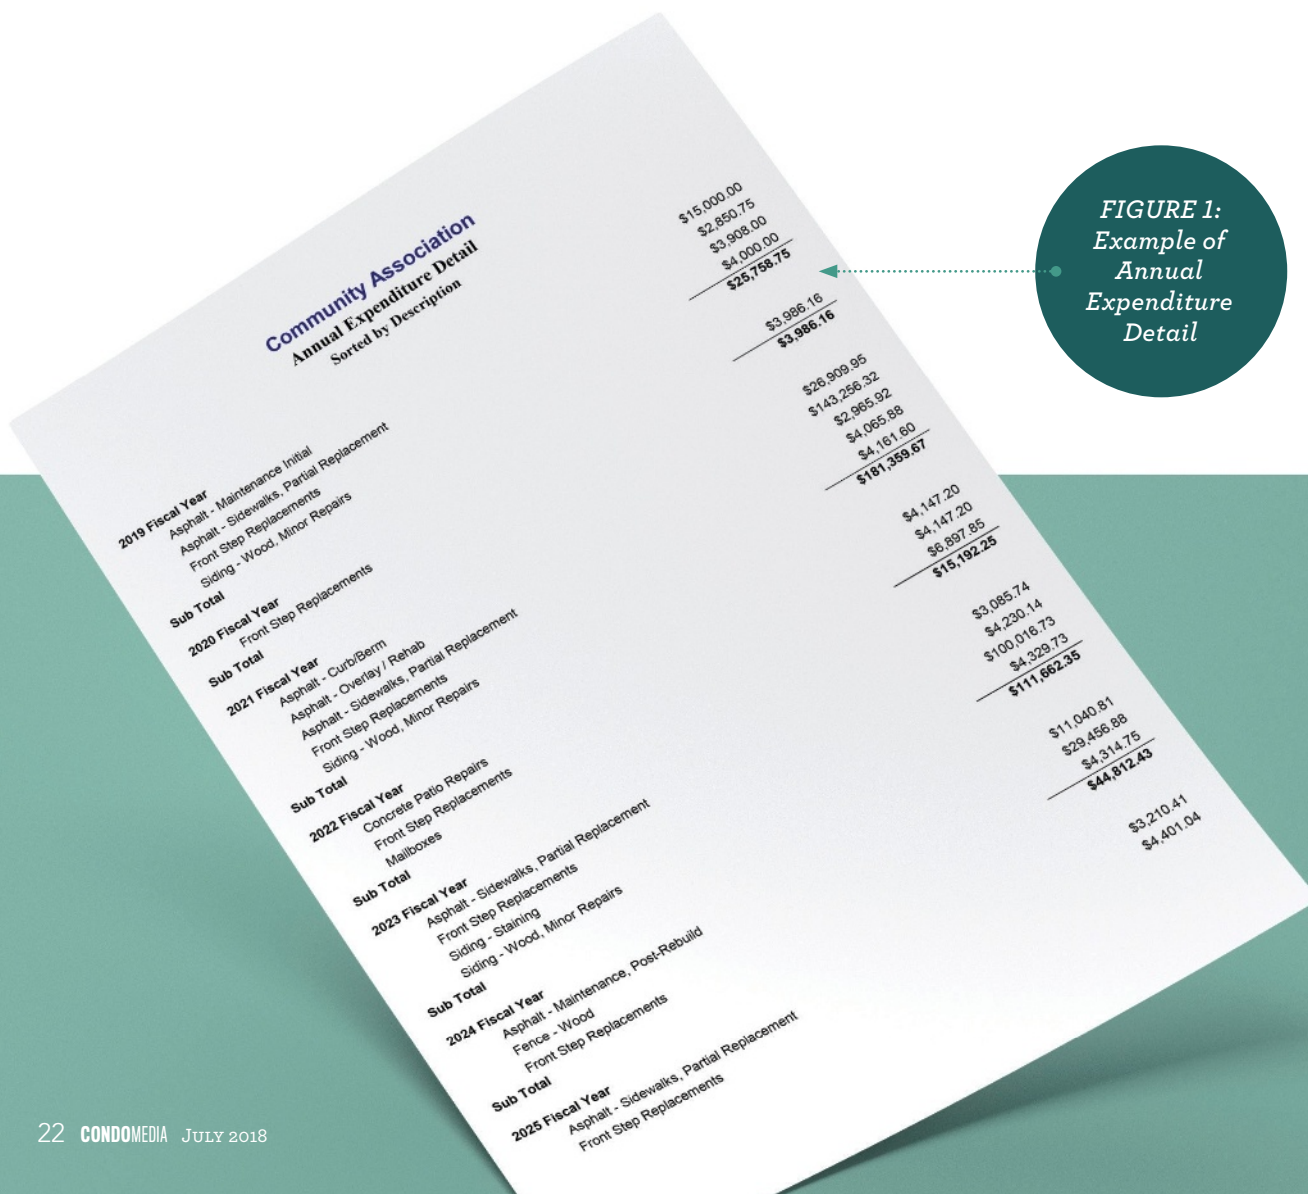 Community Association
Annual Expenditure Detail
Sorted by Description
2019 Fiscal Year
Asphalt - Maintenance Initial $15,000.00
Asphalt - Sidewalks, Partial Replacement $2,850.75
Front Step Replacements $3,908.00
Siding - Wood, Minor Repairs $4,000.00
Sub Total $25,758.75
2020 Fiscal Year
Front Step Replacements $3,986.16
Sub Total $3,986.16
2021 Fiscal Year
Asphalt - Curb/Berm $26,909.95
Asphalt - Overlay / Rehab $143,256.32
Asphalt - Sidewalks, Partial Replacement $2,965.92
Front Step Replacements $4,065.88
Siding - Wood, Minor Repairs $4,161.60
Sub Total $181,359.67
2022 Fiscal Year
Concrete Patio Repairs $4,147.20
Front Step Replacements $4,147.20
Mailboxes $6,897.85
Sub Total $15,192.25
2023 Fiscal Year
Asphalt - Sidewalks, Partial Replacement $3,085.74
Front Step Replacements $4,230.14
Siding - Staining $100,016.73
Siding - Wood, Minor Repairs $4,329.73
Sub Total $111,662.35
2024 Fiscal Year
Asphalt - Maintenance, Post-Rebuild $11,040.81
Fence - Wood $29,456.88
Front Step Replacements $4,314.75
Sub Total $44,812.43
2025 Fiscal Year
Asphalt - Sidewalks, Partial Replacement $3,210.41
Front Step Replacements $4,401.04
FIGURE 1:
Example of
Annual
Expenditure
Detail
22 CONDOMEDIA JULY 2018